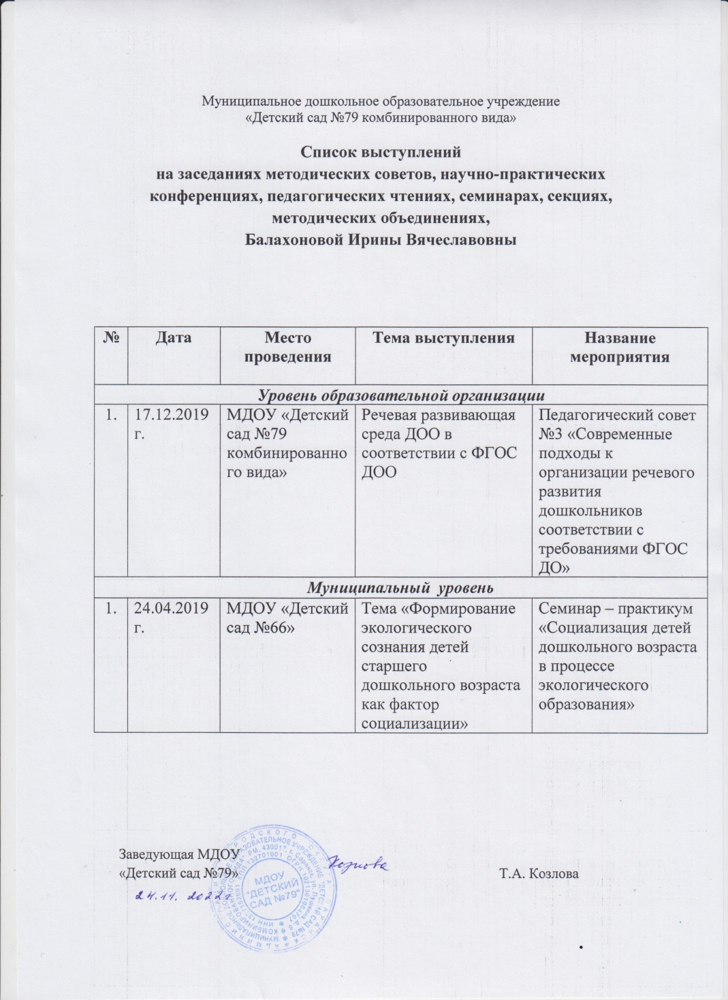 Муниципальное дошкольное образовательное учреждение
«Детский сад №79 комбинированного вида»
Список выступлений
на заседаниях методических советов, научно-практических
конференциях, педагогических чтениях, семинарах, секциях,
методических объединениях,
Балахоновой Ирины Вячеславовны
№ Дата Место Тема выступления Название
проведения мероприятия
Уровень образовательной организации
1. 17.12.2019 МДОУ «Детский Речевая развивающая Педагогический совет
г. сад №79 среда ДОО в №3 «Современные
комбинированно соответствии с ФГОС подходы к
го вида» ДОО организации речевого
развития
дошкольников
соответствии с
требованиями ФГОС
ДО»
Муниципальный уровень
1. 24.04.2019 МДОУ «Детский Тема «Формирование Семинар – практикум
г. сад №66» экологического «Социализация детей
сознания детей дошкольного возраста
старшего в процессе
дошкольного возраста экологического
как фактор образования»
социализации»
Заведующая МДОУ
«Детский сад №79» Козлова Т.А. Козлова
24.11. 2022г
МДОУ
"ДЕТСКИЙ
САД №79"